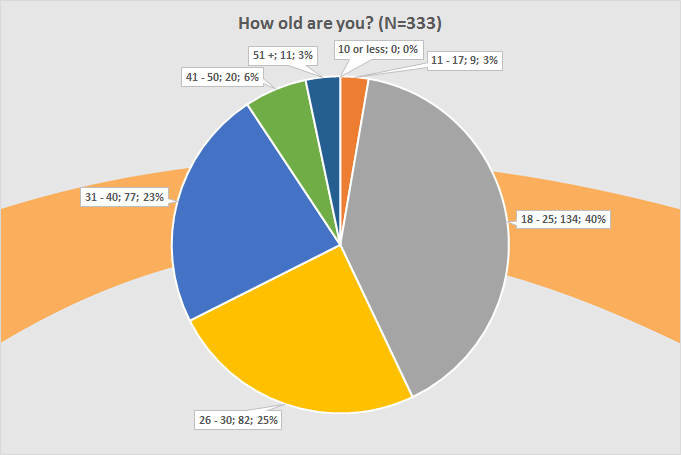 How old are you? (N=333)
10 or less; 0; 0%
51 +; 11; 3%
11 - 17; 9; 3%
41 - 50; 20; 6%
31 - 40; 77; 23%
18 - 25; 134; 40%
26 - 30; 82; 25%